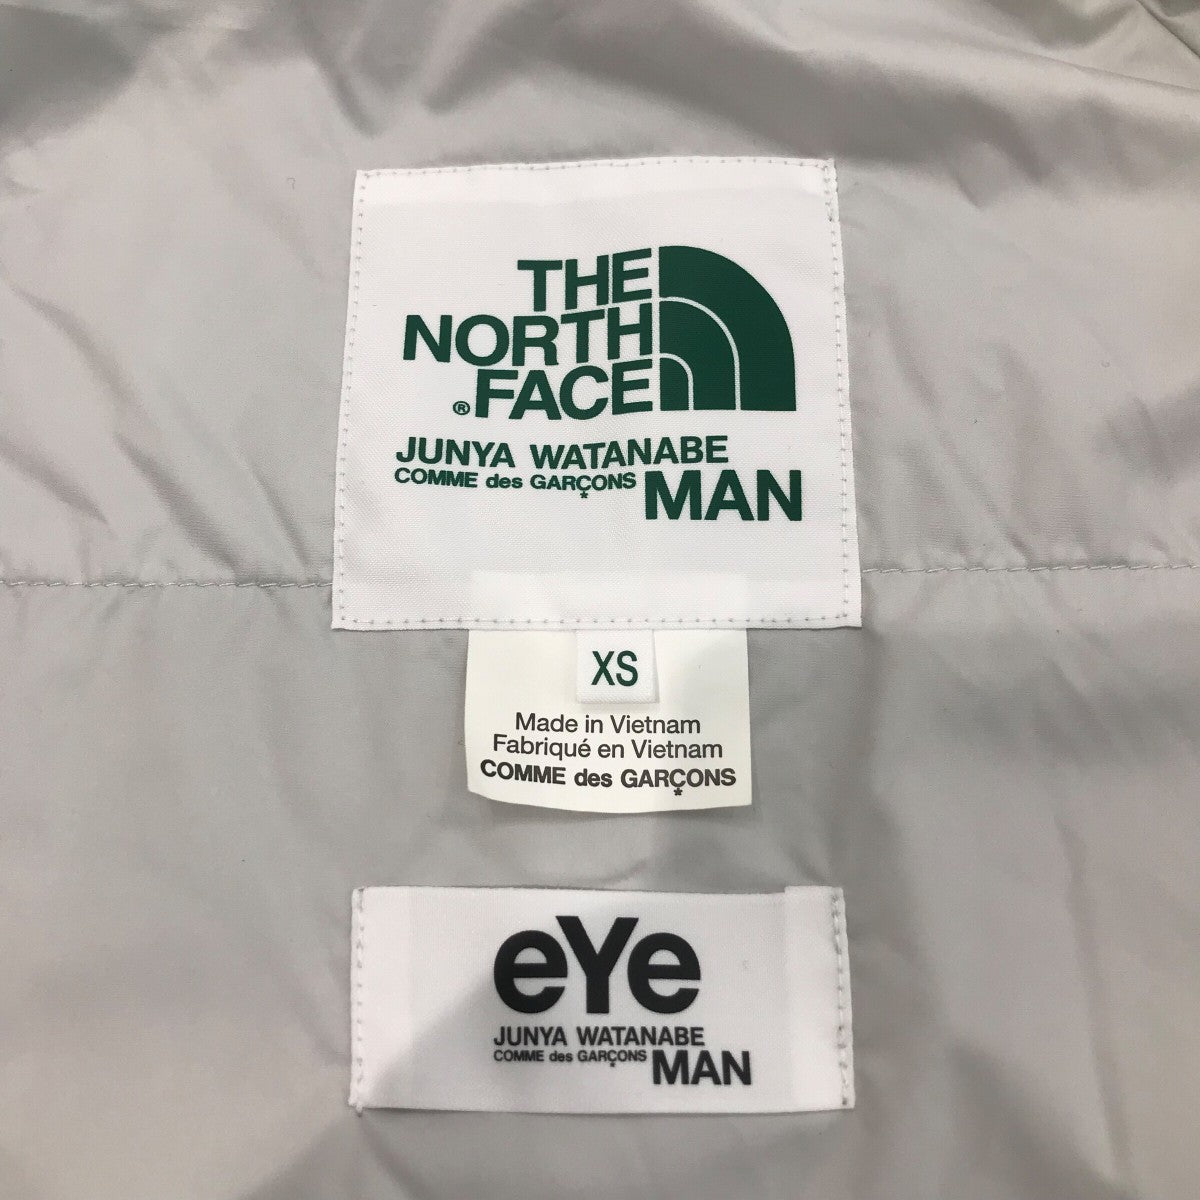 THE
NORTH
® FACE
JUNYA WATANABE
COMME des GARÇONS MAN
XS
Made in Vietnam
Fabriqué en Vietnam
COMME des GARÇONS
eYe
JUNYA WATANABE
COMME des GARÇONS MAN